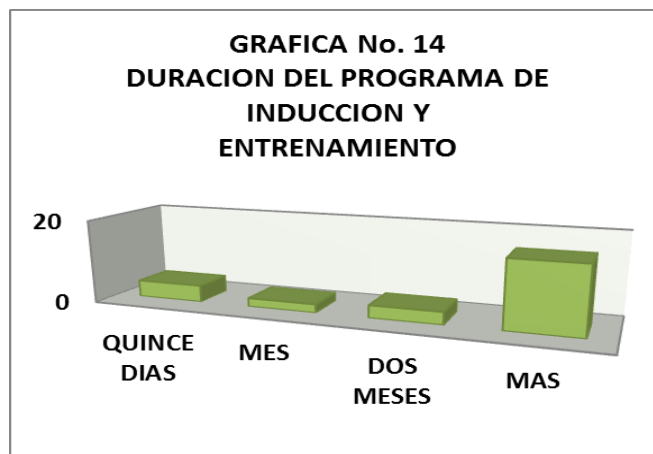 GRAFICA No. 14
DURACION DEL PROGRAMA DE
INDUCCION Y
ENTRENAMIENTO
20
0
QUINCE
DIAS
MES
DOS
MESES
MAS